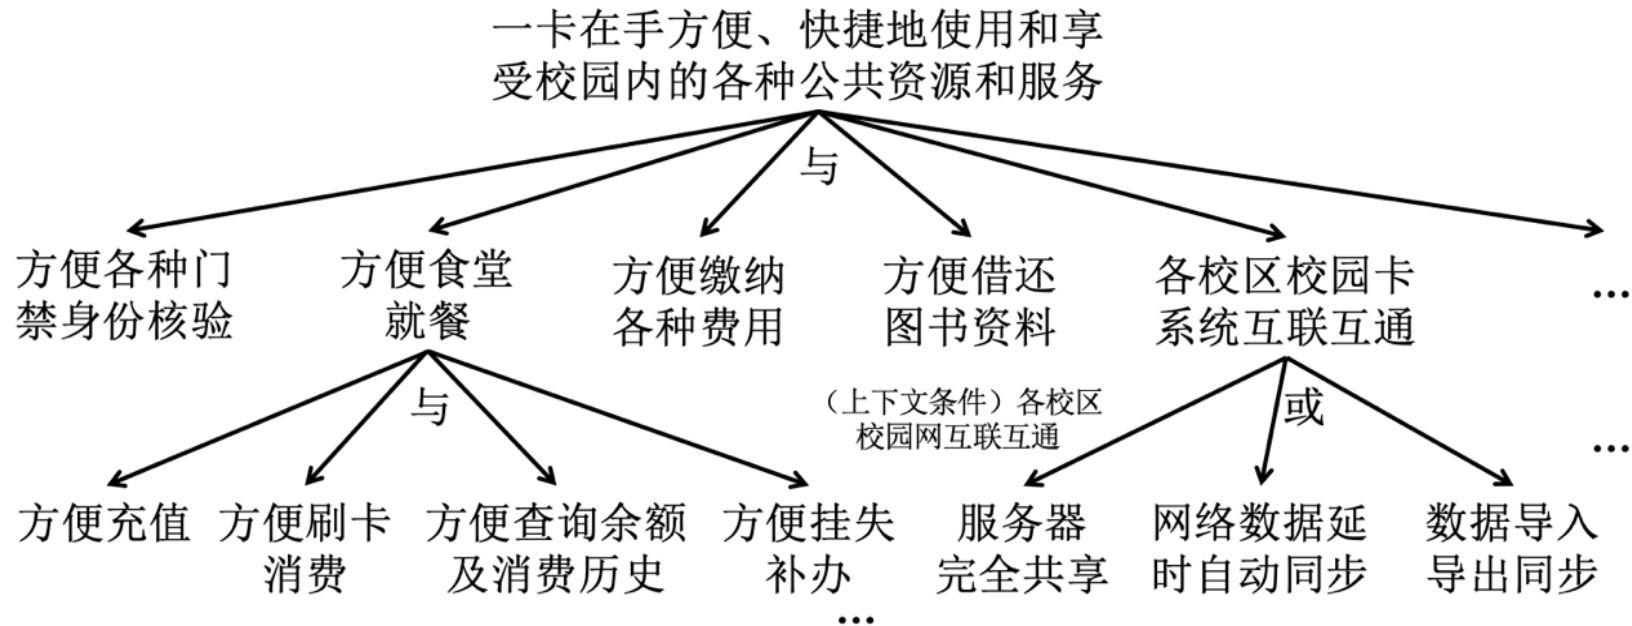 一卡在手方便、快捷地使用和享
受校园内的各种公共资源和服务
与
方便各种门
禁身份核验
方便食堂
就餐
方便缴纳
各种费用
方便借还
图书资料
各校区校园卡
系统互联互通
...
与
（上下文条件）各校区
校园网互联互通
或
...
方便充值
方便刷卡
消费
方便查询余额
及消费历史
方便挂失
补办
服务器
完全共享
网络数据延
时自动同步
数据导入
导出同步
...